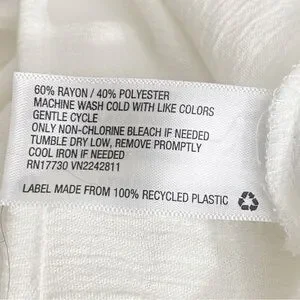 60% RAYON / 40% POLYESTER
MACHINE WASH COLD WITH LIKE COLORS
GENTLE CYCLE
ONLY NON-CHLORINE BLEACH IF NEEDED
TUMBLE DRY LOW, REMOVE PROMPTLY
COOL IRON IF NEEDED
RN17730 VN2242811
LABEL MADE FROM 100% RECYCLED PLASTIC